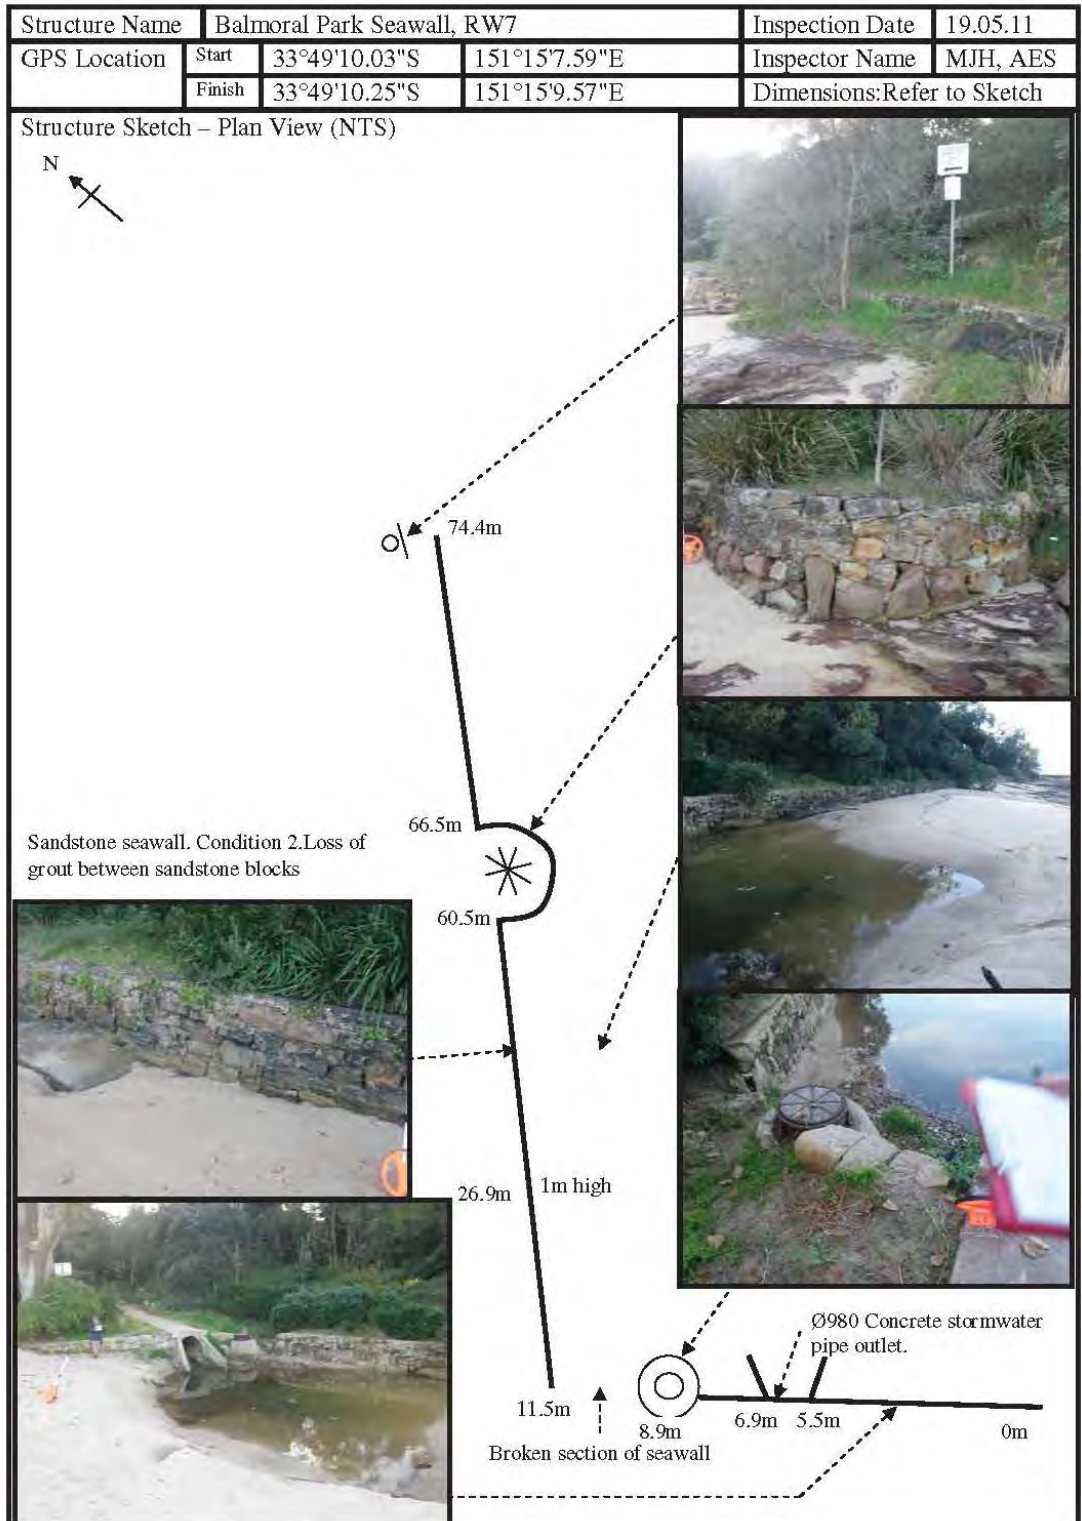 Structure Name Balmoral Park Seawall, RW7 Inspection Date 19.05.11
GPS Location Start 33°49'10.03"S 151°15'7.59"E Inspector Name MJH, AES
Finish 33°49'10.25"S 151°15'9.57"E Dimensions:Refer to Sketch
Structure Sketch – Plan View (NTS)
N
74.4m
66.5m
Sandstone seawall. Condition 2.Loss of
grout between sandstone blocks
60.5m
26.9m 1m high
Ø980 Concrete stormwater
pipe outlet.
11.5m
8.9m
6.9m 5.5m
0m
Broken section of seawall